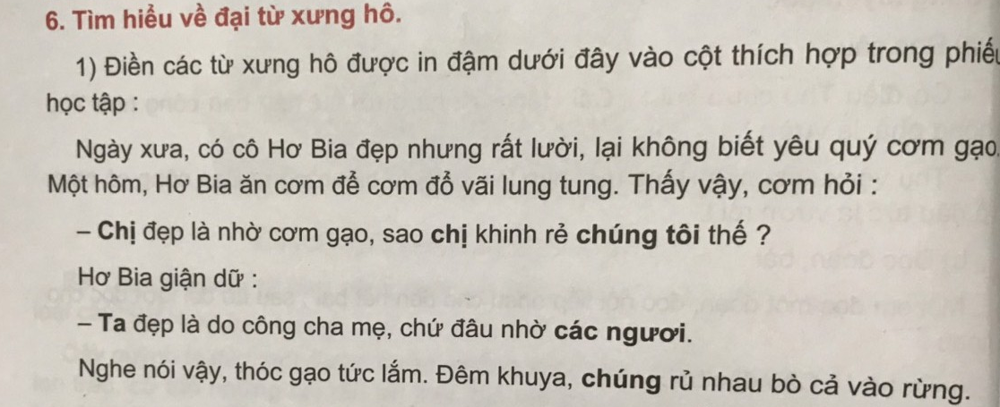 6. Tìm hiểu về đại từ xưng hô.
1) Điền các từ xưng hô được in đậm dưới đây vào cột thích hợp trong phiếu
học tập :
Ngày xưa, có cô Hơ Bia đẹp nhưng rất lười, lại không biết yêu quý cơm gạo.
Một hôm, Hơ Bia ăn cơm để cơm đổ vãi lung tung. Thấy vậy, cơm hỏi :
– Chị đẹp là nhờ cơm gạo, sao chị khinh rẻ chúng tôi thế ?
Hơ Bia giận dữ :
– Ta đẹp là do công cha mẹ, chứ đâu nhờ các ngươi.
Nghe nói vậy, thóc gạo tức lắm. Đêm khuya, chúng rủ nhau bỏ cả vào rừng.